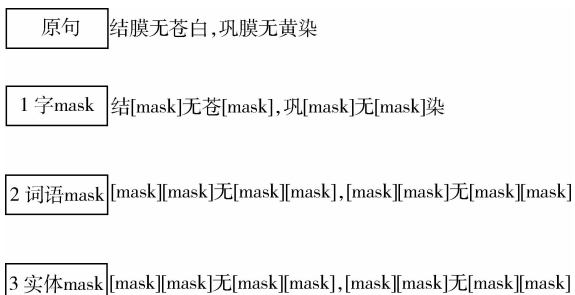 原句 结膜无苍白,巩膜无黄染
1 字mask 结[mask]无苍[mask],巩[mask]无[mask]染
2 词语mask [mask][mask]无[mask][mask],[mask][mask]无[mask][mask]
3 实体mask [mask][mask]无[mask][mask],[mask][mask]无[mask][mask]